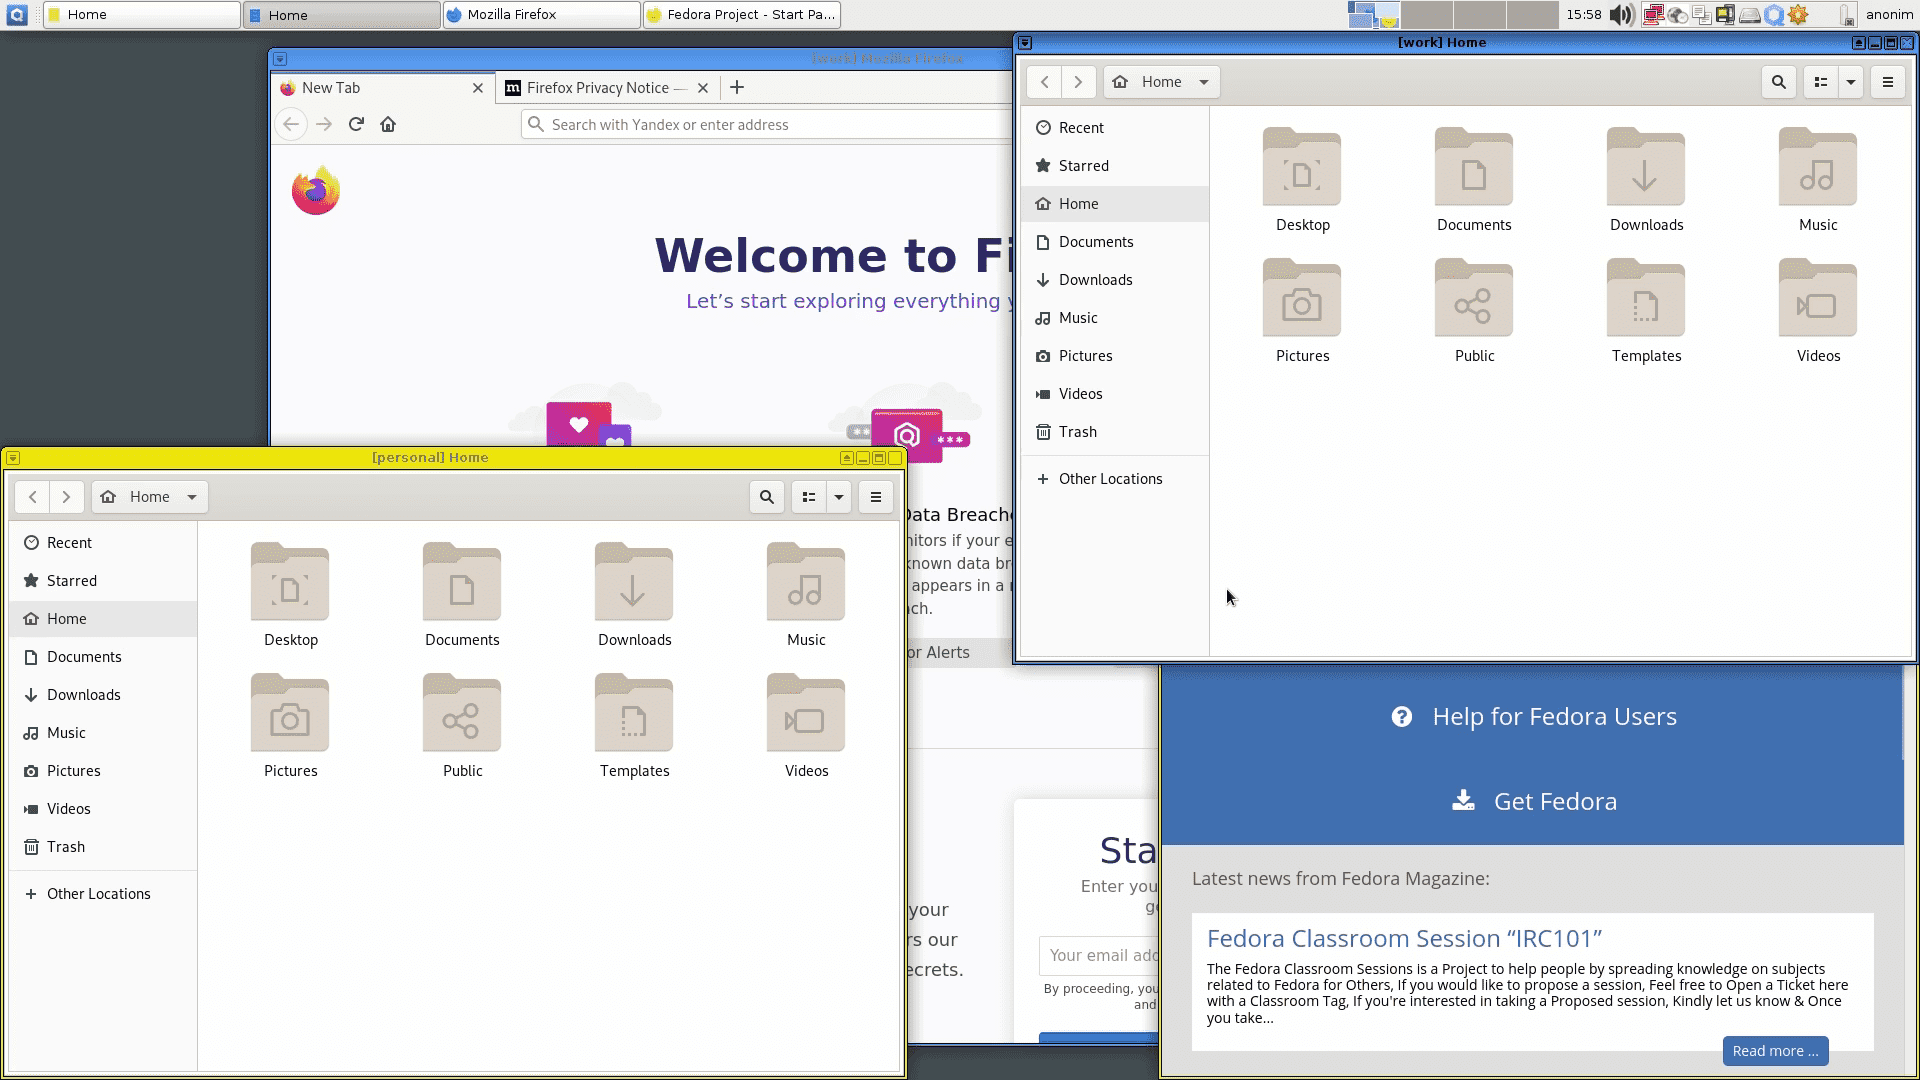 Home
Home
Mozilla Firefox
Fedora Project - Start Pa...
15:58
anonim
[work] Mozilla Firefox
New Tab
Firefox Privacy Notice —
Search with Yandex or enter address
Welcome to Fi
Let’s start exploring everything y
Data Breach
nitors if your e
known data br
appears in a
ch.
or Alerts
your
rs our
ecrets.
Sta
Enter you
ge
Your email add
By proceeding, you
and
[work] Home
Home
Recent
Starred
Home
Documents
Downloads
Music
Pictures
Videos
Trash
Other Locations
Desktop
Documents
Downloads
Music
Pictures
Public
Templates
Videos
[personal] Home
Home
Recent
Starred
Home
Documents
Downloads
Music
Pictures
Videos
Trash
Other Locations
Desktop
Documents
Downloads
Music
Pictures
Public
Templates
Videos
Help for Fedora Users
Get Fedora
Latest news from Fedora Magazine:
Fedora Classroom Session “IRC101”
The Fedora Classroom Sessions is a Project to help people by spreading knowledge on subjects
related to Fedora for Others, If you would like to propose a session, Feel free to Open a Ticket here
with a Classroom Tag, If you're interested in taking a Proposed session, Kindly let us know & Once
you take...
Read more ...